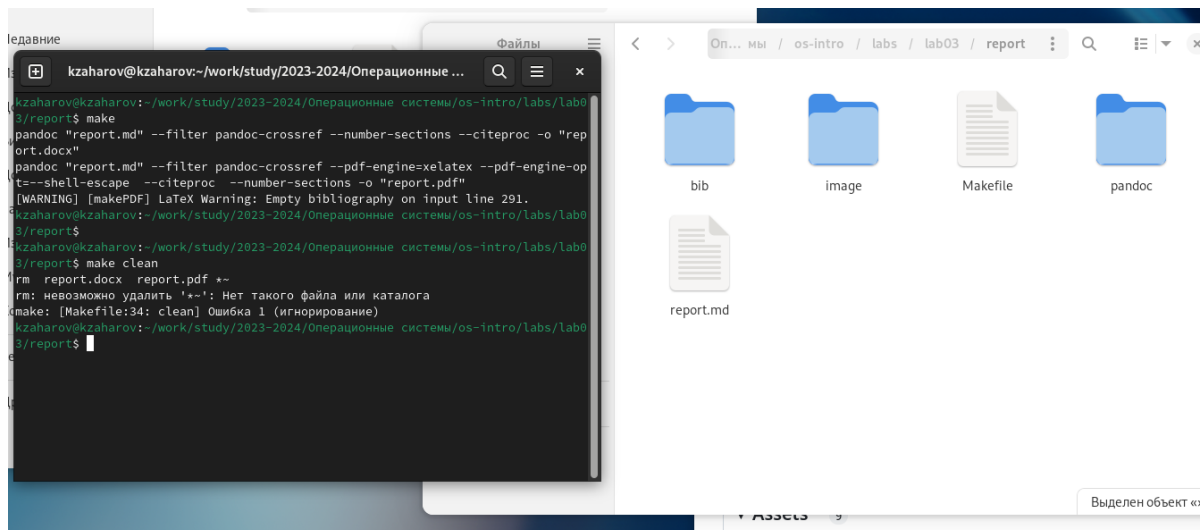 едавние
kzaharov@kzaharov:~/work/study/2023-2024/Операционные ...
kzaharov@kzaharov:~/work/study/2023-2024/Операционные системы/os-intro/labs/lab0
3/report$ make
pandoc "report.md" --filter pandoc-crossref --number-sections --citeproc -o "rep
ort.docx"
pandoc "report.md" --filter pandoc-crossref --pdf-engine=xelatex --pdf-engine-op
t=--shell-escape  --citeproc  --number-sections -o "report.pdf"
[WARNING] [makePDF] LaTeX Warning: Empty bibliography on input line 291.
kzaharov@kzaharov:~/work/study/2023-2024/Операционные системы/os-intro/labs/lab0
3/report$
kzaharov@kzaharov:~/work/study/2023-2024/Операционные системы/os-intro/labs/lab0
3/report$ make clean
rm  report.docx  report.pdf *~
rm: невозможно удалить '*~': Нет такого файла или каталога
make: [Makefile:34: clean] Ошибка 1 (игнорирование)
kzaharov@kzaharov:~/work/study/2023-2024/Операционные системы/os-intro/labs/lab0
3/report$
Файлы
Оп... мы / os-intro / labs / lab03 / report
bib
image
Makefile
pandoc
report.md
Выделен объект «
Assets 9